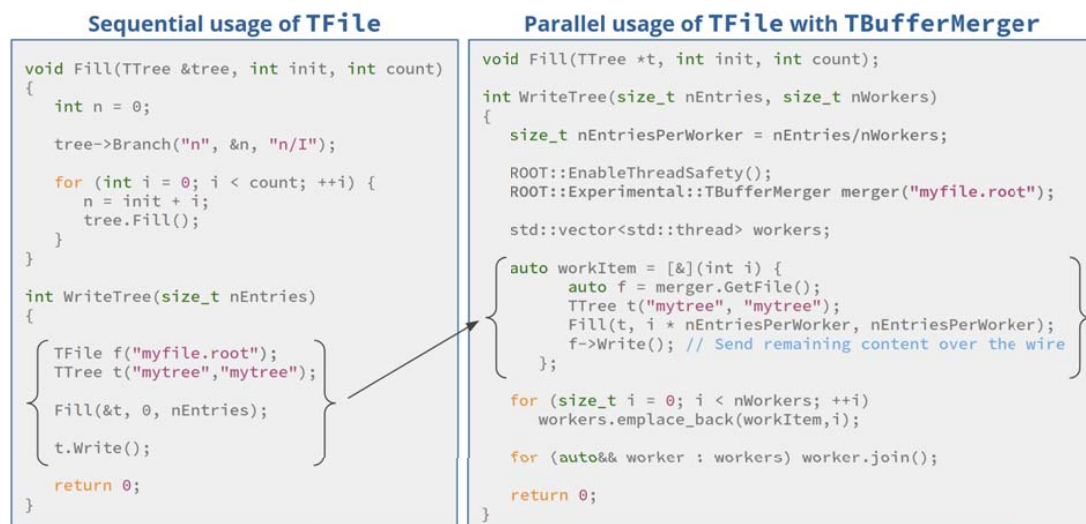 Sequential usage of TFile
void Fill(TTree &tree, int init, int count)
{
int n = 0;
tree->Branch("n", &n, "n/I");
for (int i = 0; i < count; ++i) {
n = init + i;
tree.Fill();
}
}
int WriteTree(size_t nEntries)
{
TFile f("myfile.root");
TTree t("mytree","mytree");
Fill(&t, 0, nEntries);
t.Write();
return 0;
}
Parallel usage of TFile with TBufferMerger
void Fill(TTree *t, int init, int count);
int WriteTree(size_t nEntries, size_t nWorkers)
{
size_t nEntriesPerWorker = nEntries/nWorkers;
ROOT::EnableThreadSafety();
ROOT::Experimental::TBufferMerger merger("myfile.root");
std::vector<std::thread> workers;
auto workItem = [&](int i) {
auto f = merger.GetFile();
TTree t("mytree", "mytree");
Fill(t, i * nEntriesPerWorker, nEntriesPerWorker);
f->Write(); // Send remaining content over the wire
};
for (size_t i = 0; i < nWorkers; ++i)
workers.emplace_back(workItem,i);
for (auto&& worker : workers) worker.join();
return 0;
}